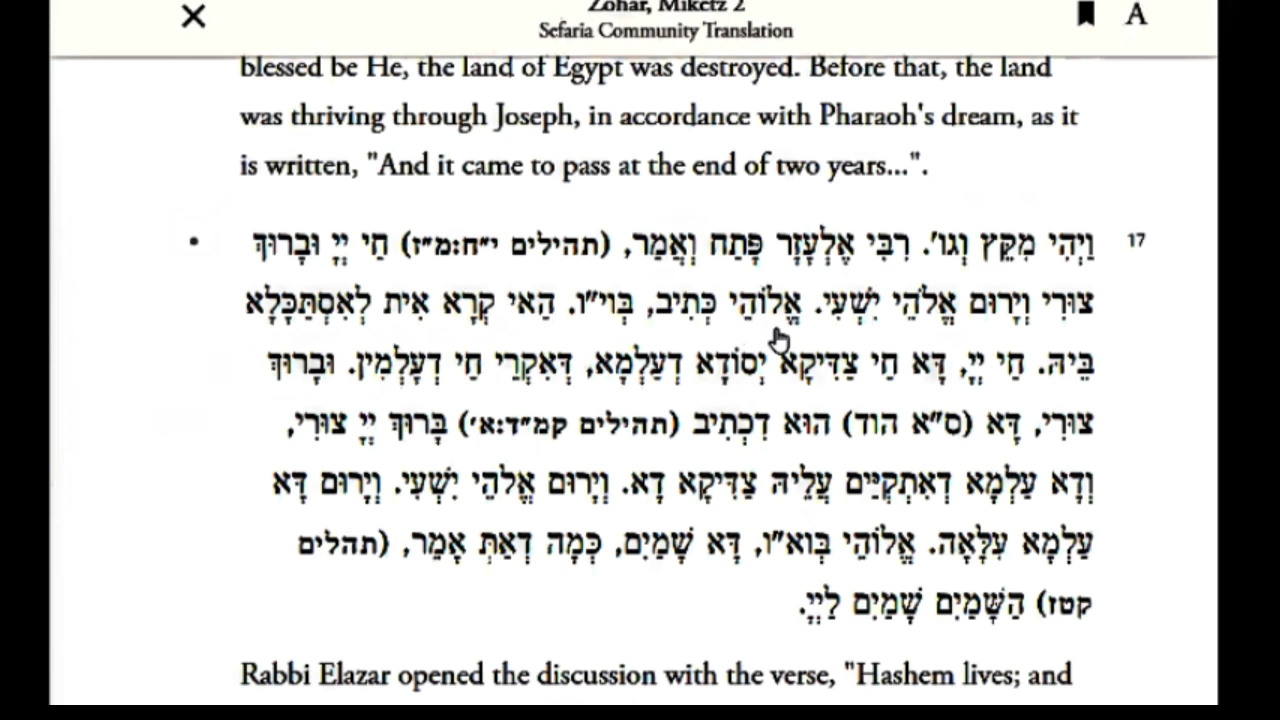 Zohar, Miketz 2
Sefaria Community Translation
A
blessed be He, the land of Egypt was destroyed. Before that, the land
was thriving through Joseph, in accordance with Pharaoh's dream, as it
is written, "And it came to pass at the end of two years...".
17
וַיְהִי מִקֵּץ וְגו'. רִבִּי אֶלְעָזָר פָּתַח וְאֲמַר, (תהילים י״ח:מ״ז) חַי יְיָ וּבָרוּךְ
צוּרִי וְיָרוּם אֱלֹהֵי יִשְׁעִי. אֱלוֹהַי כְּתִיב, בְּוי״ו. הַאי קְרָא אִית לְאִסְתַּכָּלָא
בֵּיהּ. חַי יְיָ, דָּא חַי צַדִּיקָא יְסוֹדָא דְעַלְמָא, דְּאִקְרֵי חַי דְעָלְמִין. וּבָרוּךְ
צוּרִי, דָּא (ס״א הוד) הוּא דִכְתִיב (תהילים קמ״ד:א׳) בָּרוּךְ יְיָ צוּרִי,
וְדָא עַלְמָא דְאִתְקְיַּים עֲלֵיהּ צַדִּיקָא דָא. וְיָרוּם אֱלֹהֵי יִשְׁעִי. וְיָרוּם דָּא
עַלְמָא עִלָּאָה. אֱלוֹהַי בְּוא״ו, דָּא שָׁמַיִם, כְּמָה דְאַתְּ אָמֵר, (תהלים
קטז) הַשָּׁמַיִם שָׁמַיִם לַיְיָ.
Rabbi Elazar opened the discussion with the verse, "Hashem lives; and